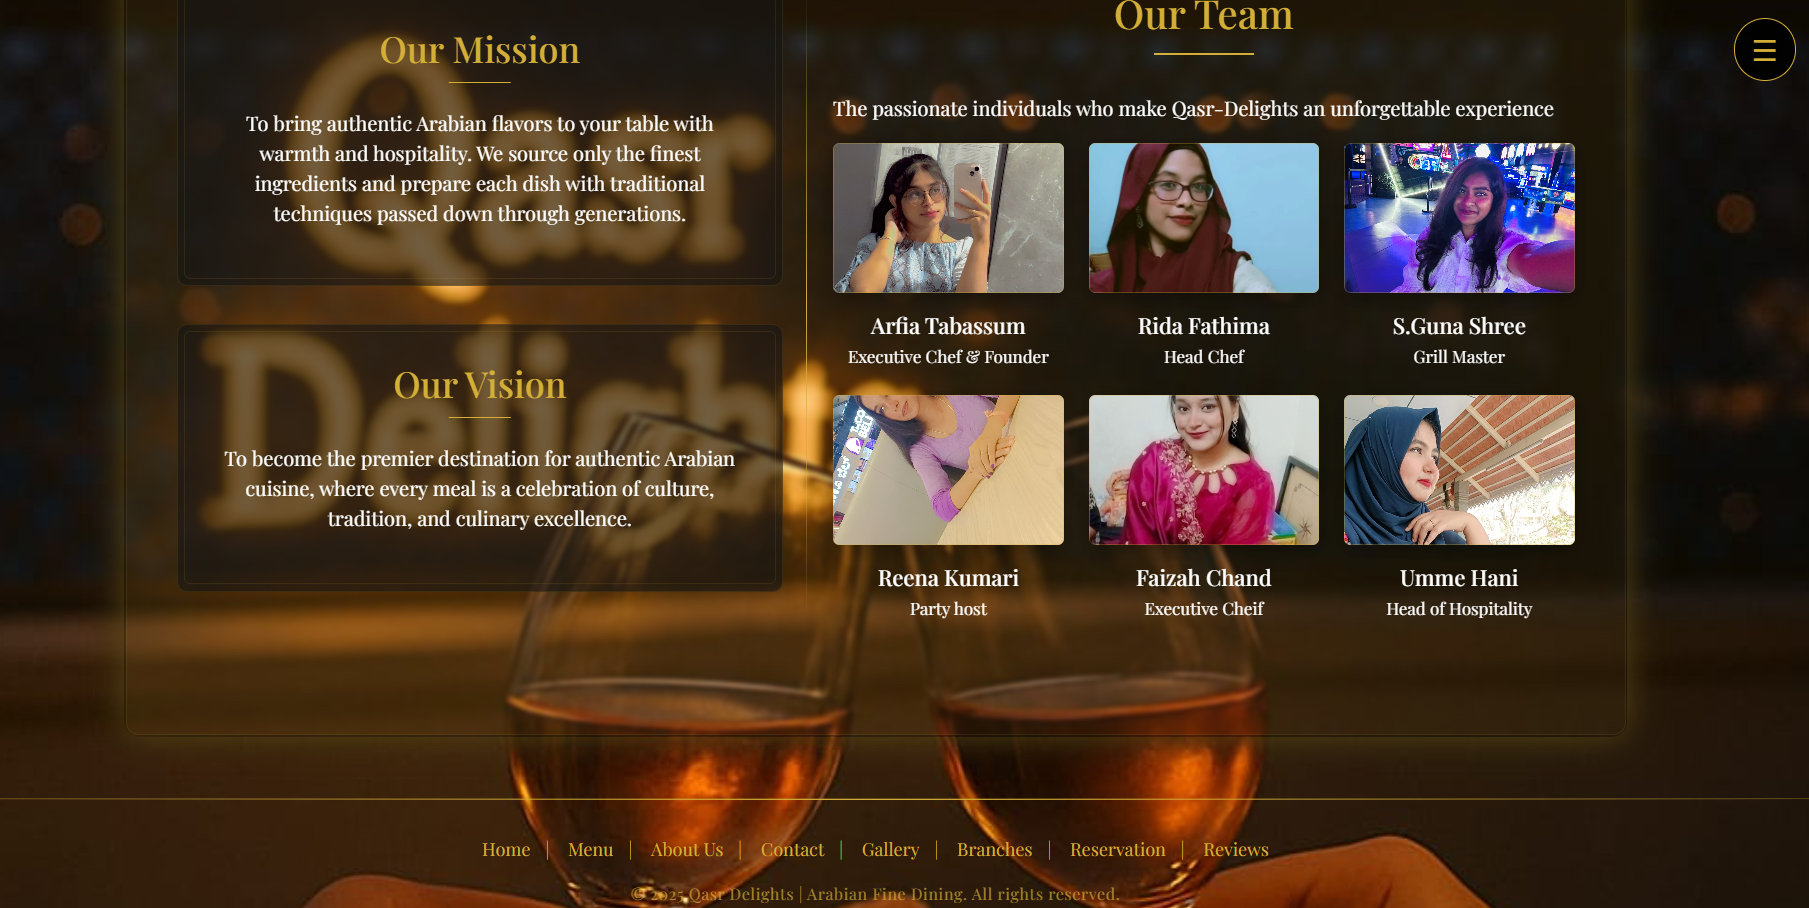 Our Mission
To bring authentic Arabian flavors to your table with
warmth and hospitality. We source only the finest
ingredients and prepare each dish with traditional
techniques passed down through generations.
Our Vision
To become the premier destination for authentic Arabian
cuisine, where every meal is a celebration of culture,
tradition, and culinary excellence.
Qasr
Delights
Our Team
The passionate individuals who make Qasr-Delights an unforgettable experience
Arfia Tabassum
Executive Chef & Founder
Rida Fathima
Head Chef
S.Guna Shree
Grill Master
Reena Kumari
Party host
Faizah Chand
Executive Cheif
Umme Hani
Head of Hospitality
☰
Home | Menu | About Us | Contact | Gallery | Branches | Reservation | Reviews
© 2025 Qasr Delights | Arabian Fine Dining. All rights reserved.